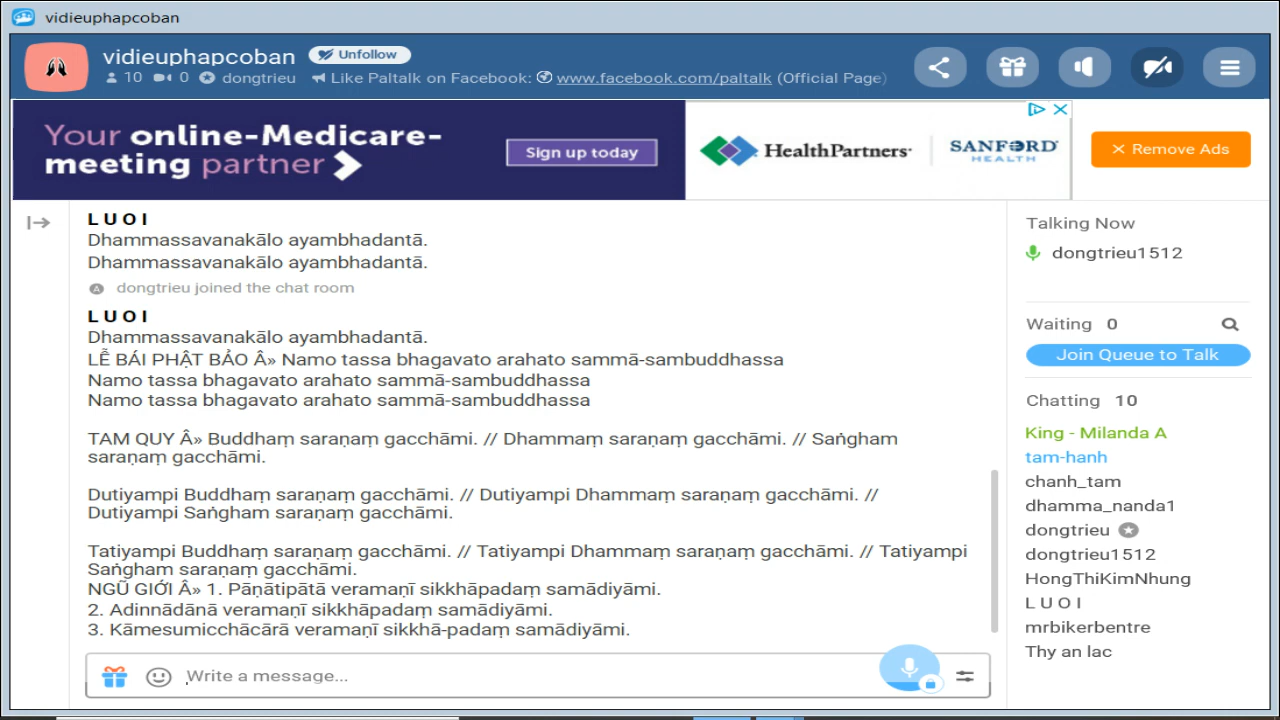 vidieuphapcoban
vidieuphapcoban Unfollow
10 0 dongtrieu Like Paltalk on Facebook: www.facebook.com/paltalk (Official Page)
Your online-Medicare-
meeting partner
Sign up today
HealthPartners
SANFORD
HEALTH
Remove Ads
L U O I
Dhammassavanakālo ayambhadantā.
Dhammassavanakālo ayambhadantā.
A dongtrieu joined the chat room
L U O I
Dhammassavanakālo ayambhadantā.
LỄ BÁI PHẬT BẢO Â» Namo tassa bhagavato arahato sammā-sambuddhassa
Namo tassa bhagavato arahato sammā-sambuddhassa
Namo tassa bhagavato arahato sammā-sambuddhassa
TAM QUY Â» Buddhaṃ saraṇaṃ gacchāmi. // Dhammaṃ saraṇaṃ gacchāmi. // Saṅgham
saraṇaṃ gacchāmi.
Dutiyampi Buddhaṃ saraṇaṃ gacchāmi. // Dutiyampi Dhammaṃ saraṇaṃ gacchāmi. //
Dutiyampi Saṅgham saraṇaṃ gacchāmi.
Tatiyampi Buddhaṃ saraṇaṃ gacchāmi. // Tatiyampi Dhammaṃ saraṇaṃ gacchāmi. // Tatiyampi
Saṅgham saraṇaṃ gacchāmi.
NGŨ GIỚI Â» 1. Pāṇātipātā veramaṇī sikkhāpadaṃ samādiyāmi.
2. Adinnādānā veramaṇī sikkhāpadaṃ samādiyāmi.
3. Kāmesumicchācārā veramaṇī sikkhā-padaṃ samādiyāmi.
Write a message...
Talking Now
dongtrieu1512
Waiting 0
Join Queue to Talk
Chatting 10
King - Milanda A
tam-hanh
chanh_tam
dhamma_nanda1
dongtrieu
dongtrieu1512
HongThiKimNhung
L U O I
mrbikerbentre
Thy an lac